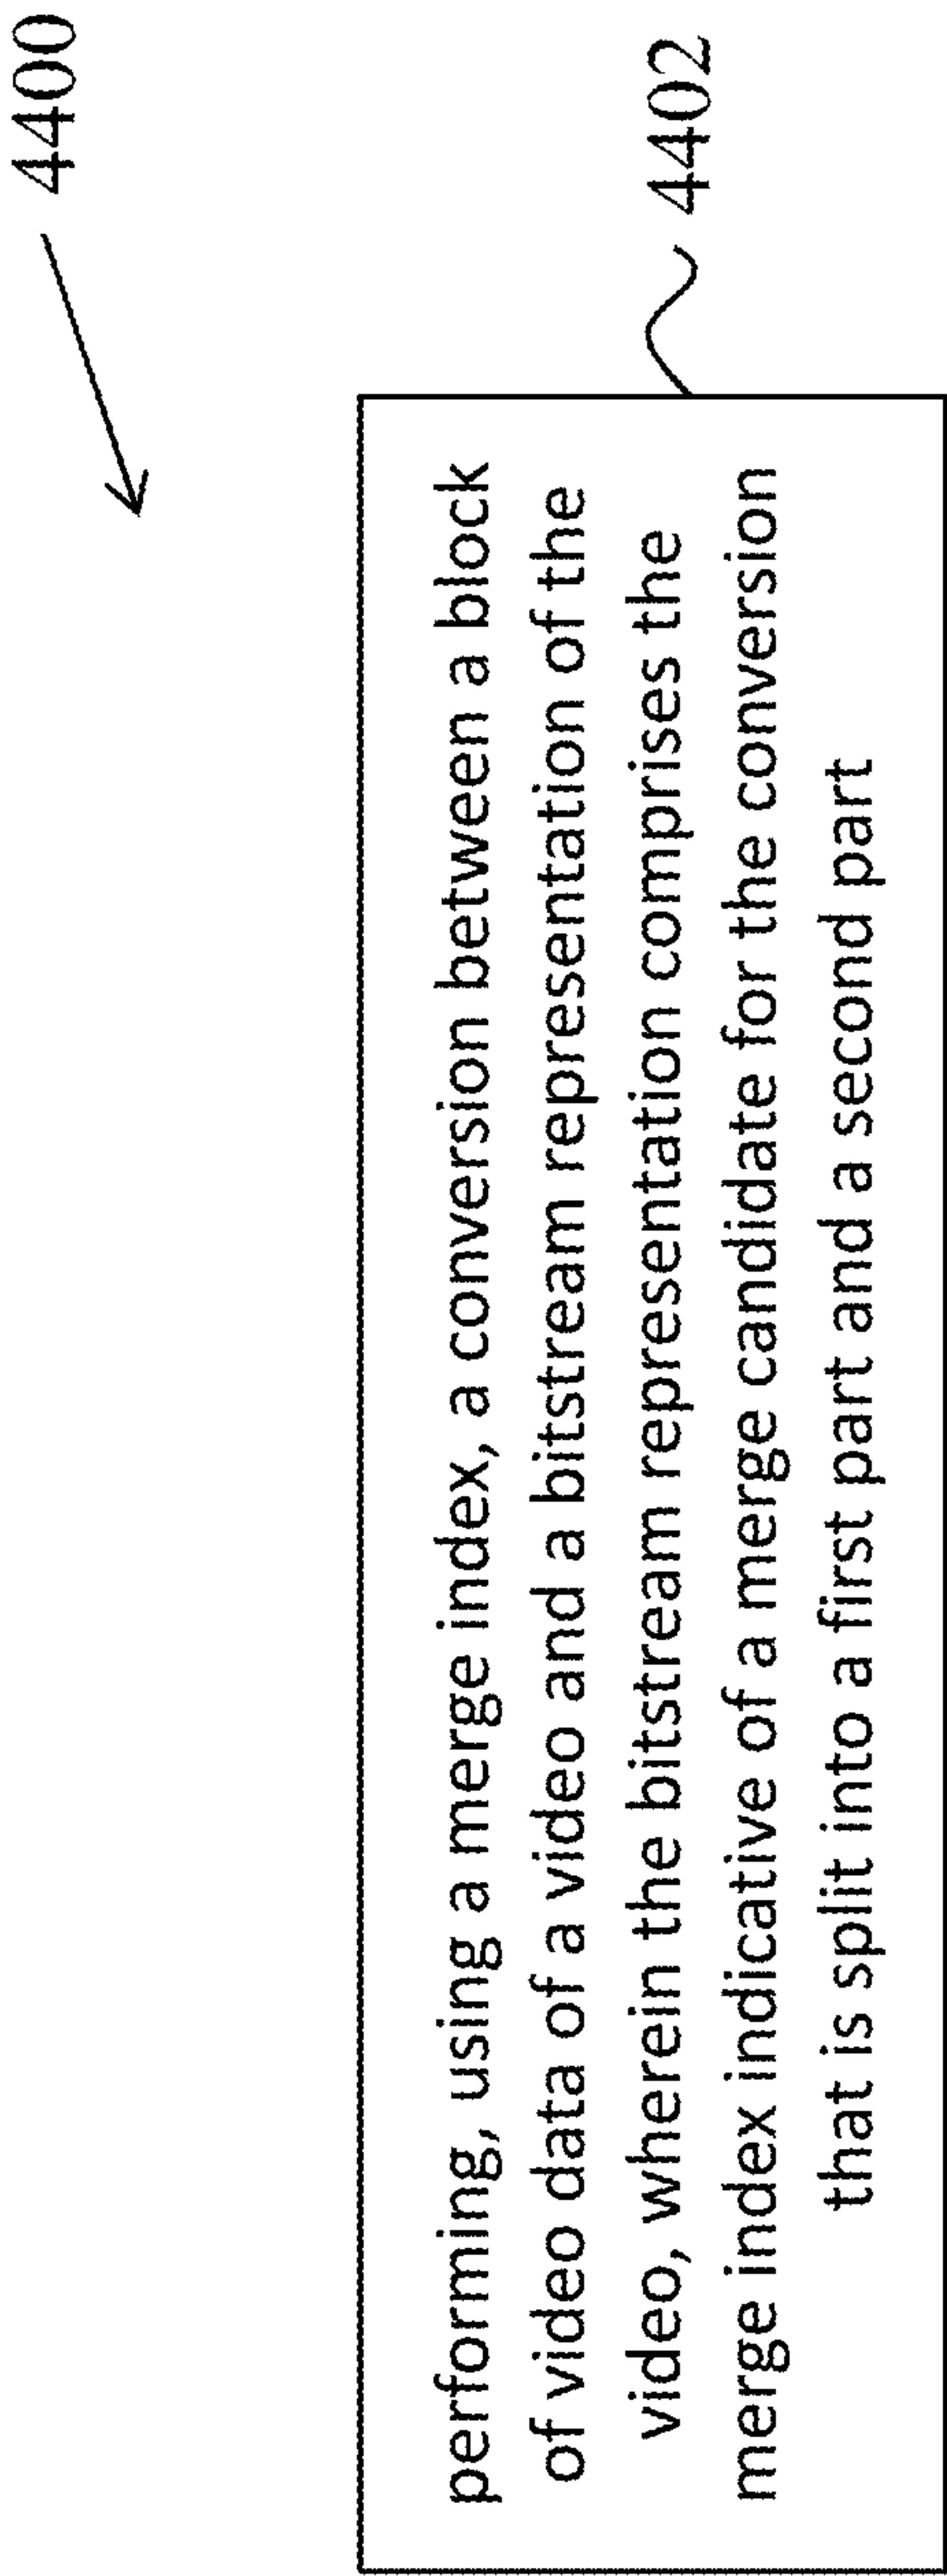 4400
performing, using a merge index, a conversion between a block
of video data of a video and a bitstream representation of the
video, wherein the bitstream representation comprises the
merge index indicative of a merge candidate for the conversion
that is split into a first part and a second part
4402